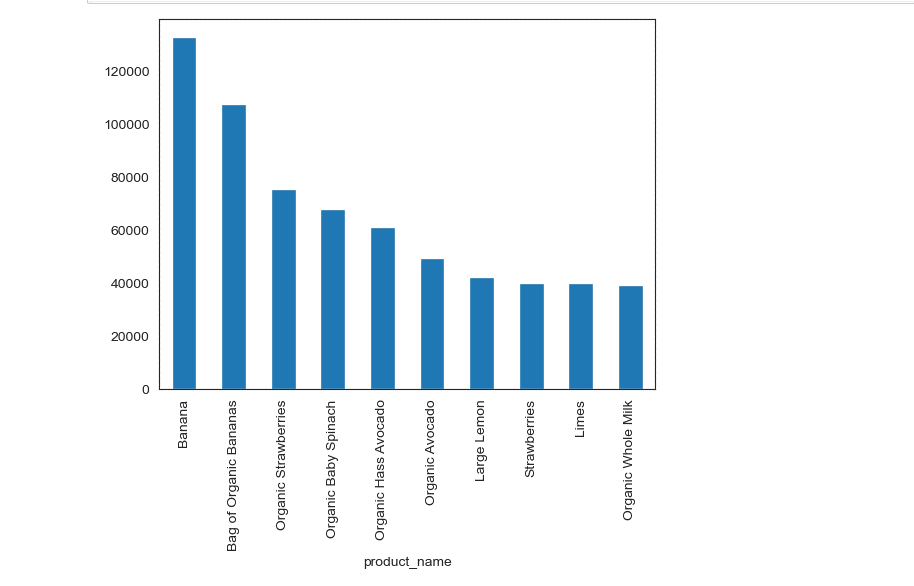 120000
100000
80000
60000
40000
20000
0
Banana
Bag of Organic Bananas
Organic Strawberries
Organic Baby Spinach
Organic Hass Avocado
Organic Avocado
Large Lemon
Strawberries
Limes
Organic Whole Milk
product_name